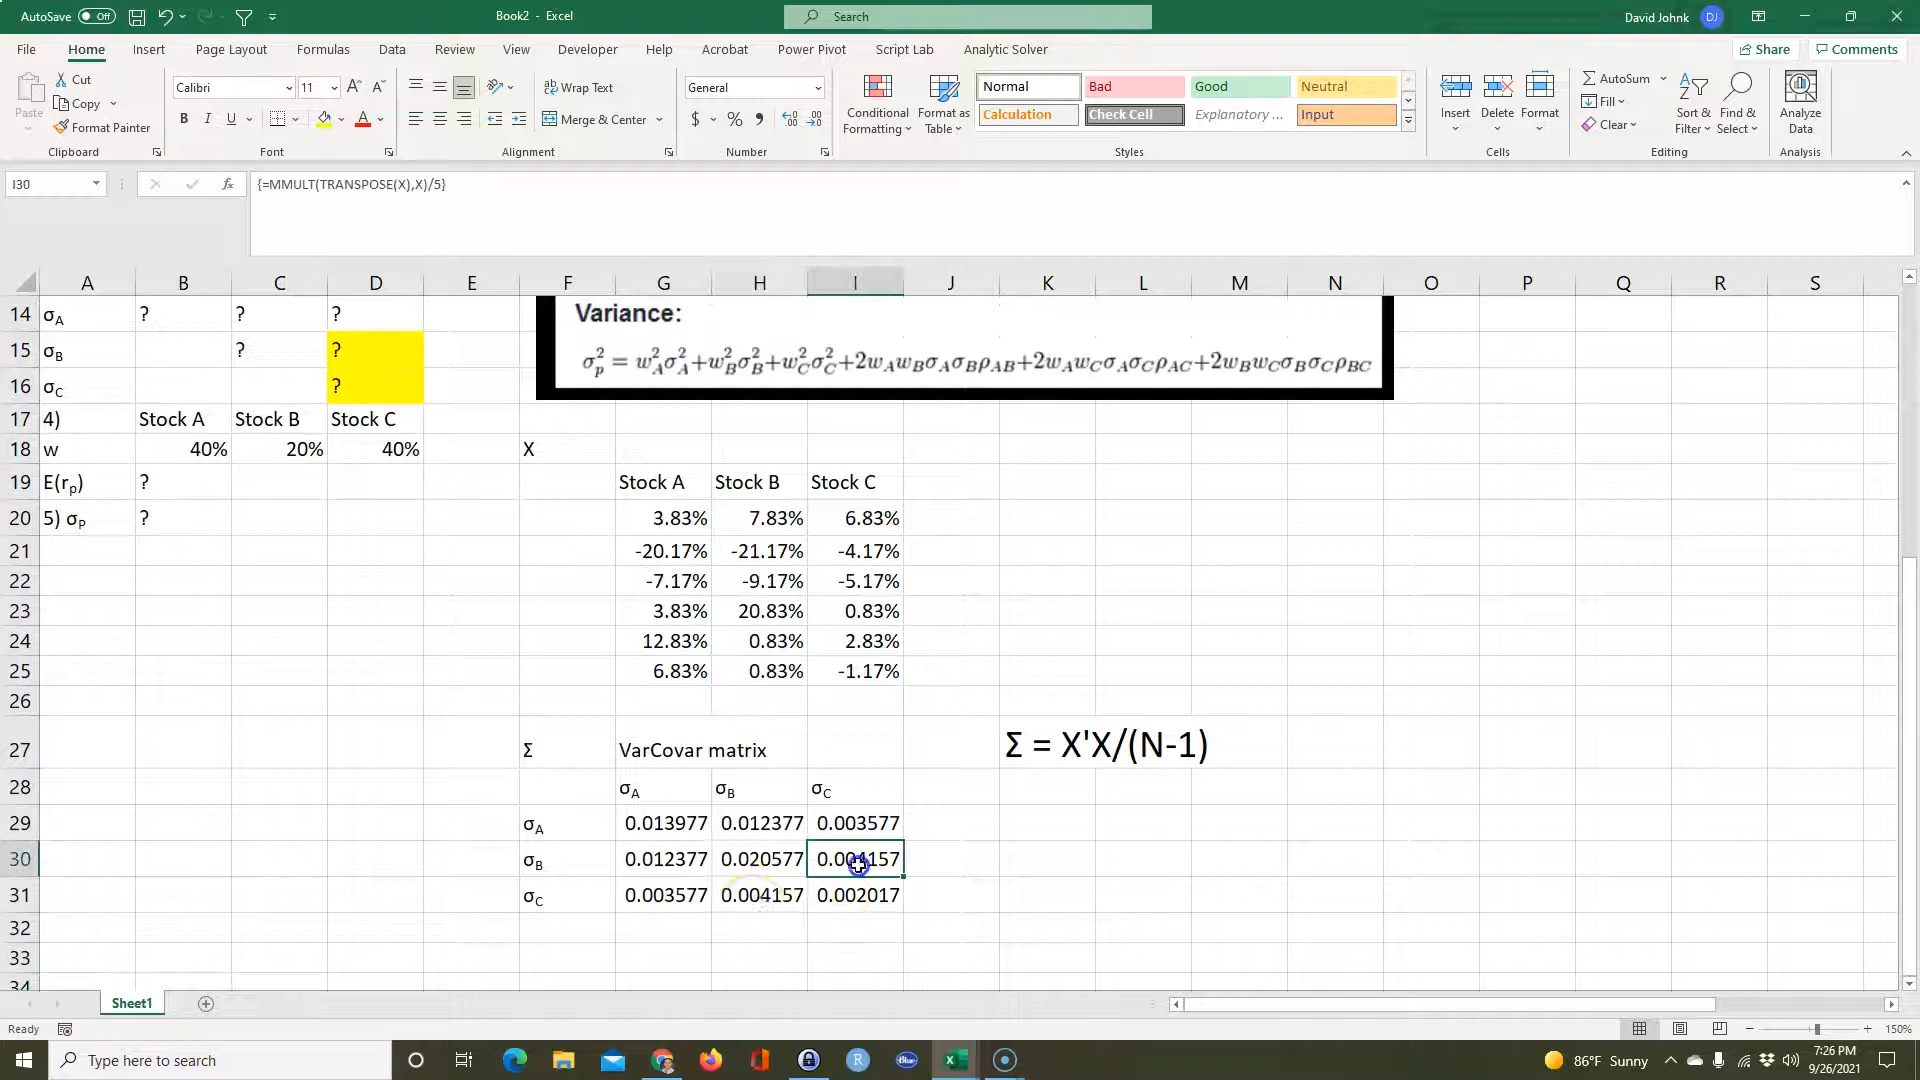 AutoSave Off
Book2 - Excel
Search
David Johnk DJ
File Home Insert Page Layout Formulas Data Review View Developer Help Acrobat Power Pivot Script Lab Analytic Solver
Share Comments
Paste
Cut
Copy
Format Painter
Clipboard
Calibri 11
B I U
Font
Wrap Text
Merge & Center
Alignment
General
$ % 9
Number
Conditional Formatting
Format as Table
Normal Bad Good Neutral
Calculation Check Cell Explanatory ... Input
Styles
Insert Delete Format
Cells
AutoSum
Fill
Clear
Sort & Filter
Find & Select
Editing
Analyze Data
Analysis
I30
fx
{=MMULT(TRANSPOSE(X),X)/5}
A B C D E F G H I J K L M N O P Q R S
14 σA ? ? ?
15 σB ? ?
16 σC ?
Variance:
σ²p = w²Aσ²A+w²Bσ²B+w²Cσ²C+2wAwBσAσBρAB+2wAwCσAσCρAC+2wBwCσBσCρBC
17 4) Stock A Stock B Stock C
18 w 40% 20% 40% X
19 E(rp) ? Stock A Stock B Stock C
20 5) σP ? 3.83% 7.83% 6.83%
21 -20.17% -21.17% -4.17%
22 -7.17% -9.17% -5.17%
23 3.83% 20.83% 0.83%
24 12.83% 0.83% 2.83%
25 6.83% 0.83% -1.17%
26
27 Σ VarCovar matrix Σ = X'X/(N-1)
28 σA σB σC
29 σA 0.013977 0.012377 0.003577
30 σB 0.012377 0.020577 0.004157
31 σC 0.003577 0.004157 0.002017
32
33
34
Sheet1
Ready
150%
Type here to search
86°F Sunny
7:26 PM
9/26/2021